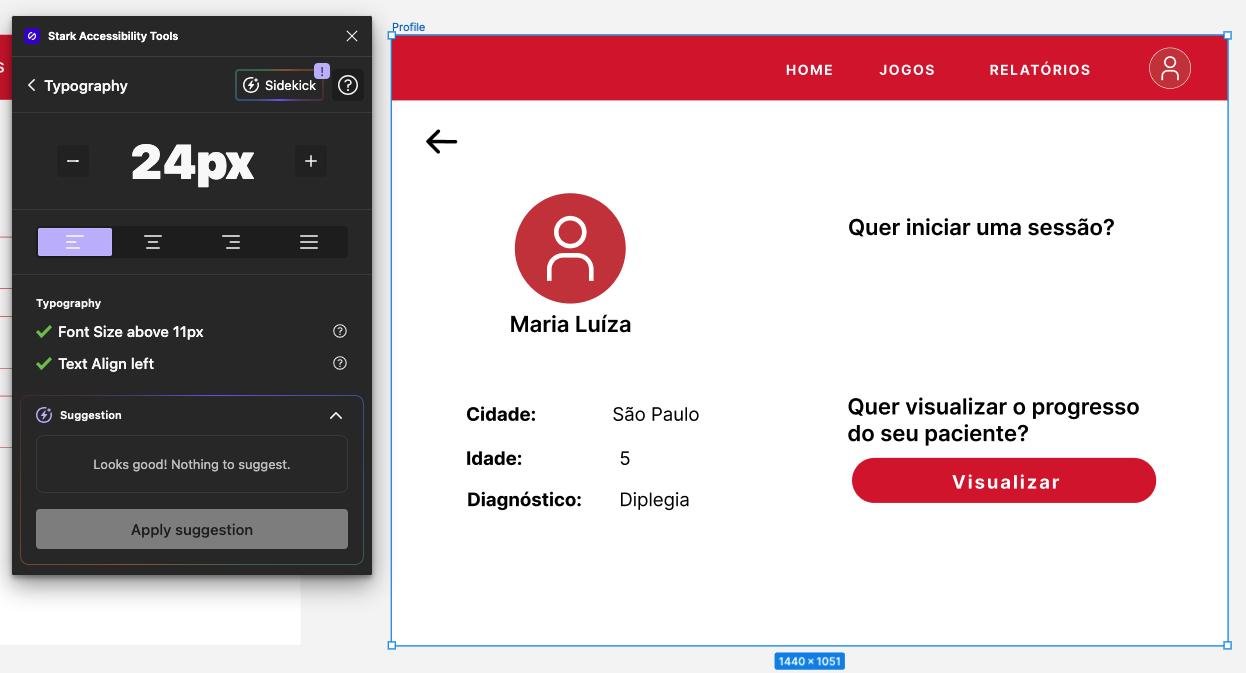 Stark Accessibility Tools
Typography
Sidekick
!
?
24px
Typography
Font Size above 11px
?
Text Align left
?
Suggestion
Looks good! Nothing to suggest.
Apply suggestion
S
Profile
HOME JOGOS RELATÓRIOS
Maria Luíza
Cidade: São Paulo
Idade: 5
Diagnóstico: Diplegia
Quer iniciar uma sessão?
Quer visualizar o progresso
do seu paciente?
Visualizar
1440 × 1051